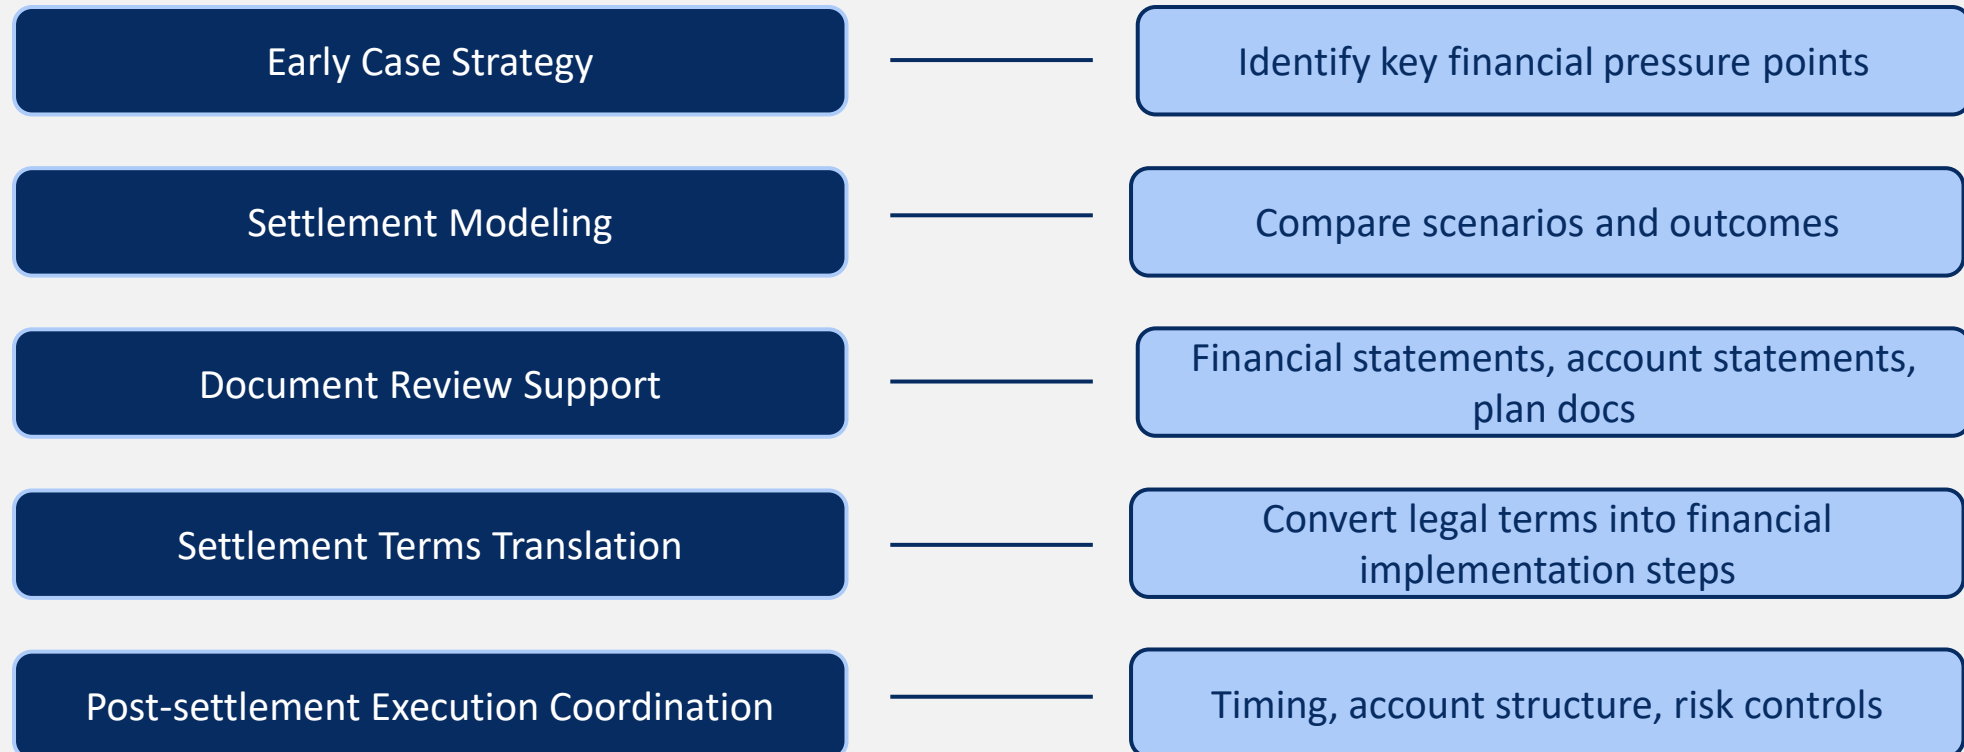 Early Case Strategy
Identify key financial pressure points
Settlement Modeling
Compare scenarios and outcomes
Document Review Support
Financial statements, account statements,
plan docs
Settlement Terms Translation
Convert legal terms into financial
implementation steps
Post-settlement Execution Coordination
Timing, account structure, risk controls